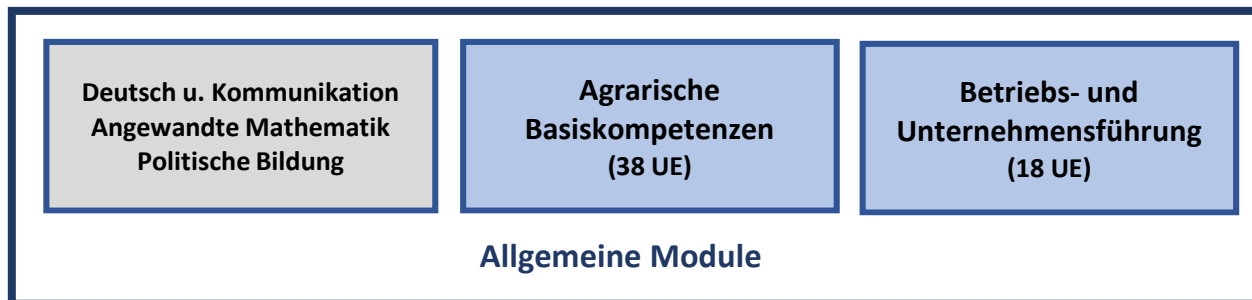 Deutsch u. Kommunikation
Angewandte Mathematik
Politische Bildung
Agrarische
Basiskompetenzen
(38 UE)
Betriebs- und
Unternehmensführung
(18 UE)
Allgemeine Module